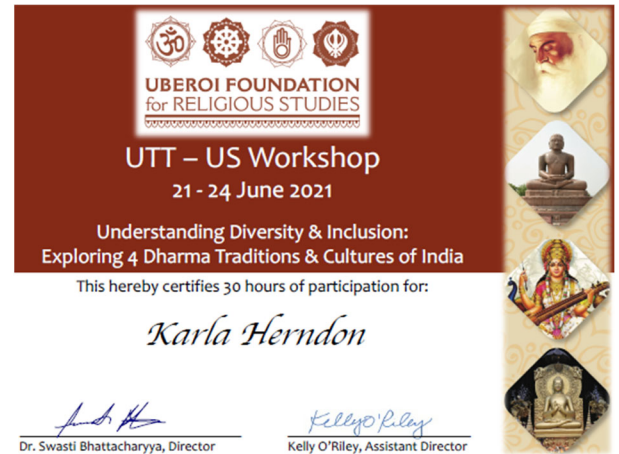 UBEROI FOUNDATION
for RELIGIOUS STUDIES
UTT – US Workshop
21 - 24 June 2021
Understanding Diversity & Inclusion:
Exploring 4 Dharma Traditions & Cultures of India
This hereby certifies 30 hours of participation for:
Karla Herndon
KellyO'Riley
Dr. Swasti Bhattacharyya, Director
Kelly O'Riley, Assistant Director